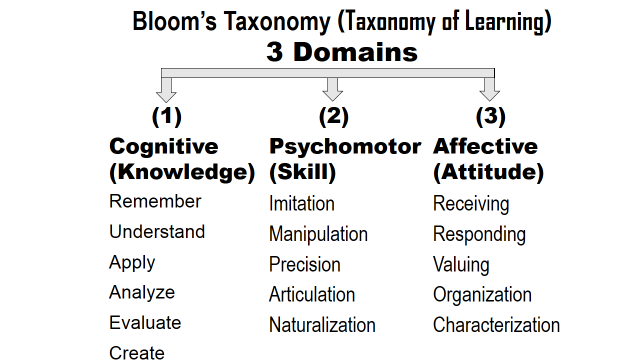 Bloom's Taxonomy (Taxonomy of Learning)
3 Domains
(1)
Cognitive
(Knowledge)
Remember
Understand
Apply
Analyze
Evaluate
Create
(2)
Psychomotor
(Skill)
Imitation
Manipulation
Precision
Articulation
Naturalization
(3)
Affective
(Attitude)
Receiving
Responding
Valuing
Organization
Characterization